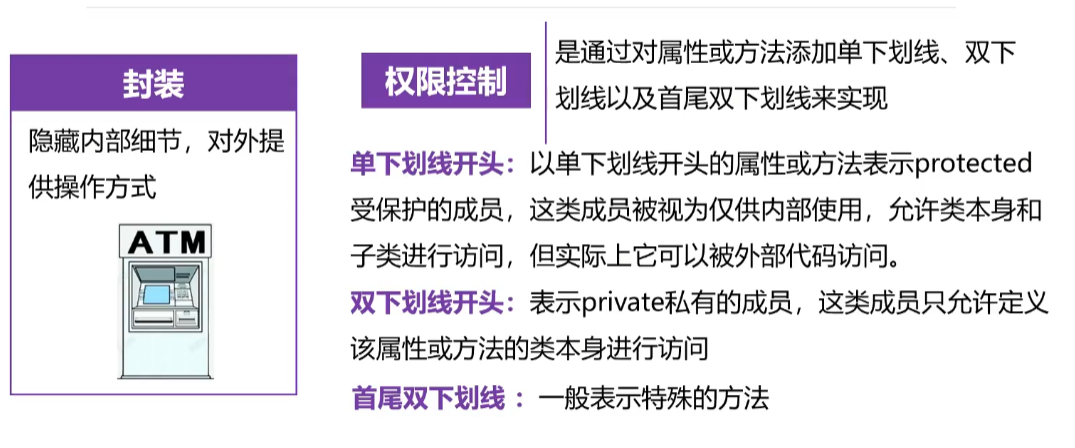 封装
隐藏内部细节，对外提
供操作方式
ATM
权限控制
是通过对属性或方法添加单下划线、双下
划线以及首尾双下划线来实现
单下划线开头：以单下划线开头的属性或方法表示protected
受保护的成员，这类成员被视为仅供内部使用，允许类本身和
子类进行访问，但实际上它可以被外部代码访问。
双下划线开头：表示private私有的成员，这类成员只允许定义
该属性或方法的类本身进行访问
首尾双下划线 ：一般表示特殊的方法